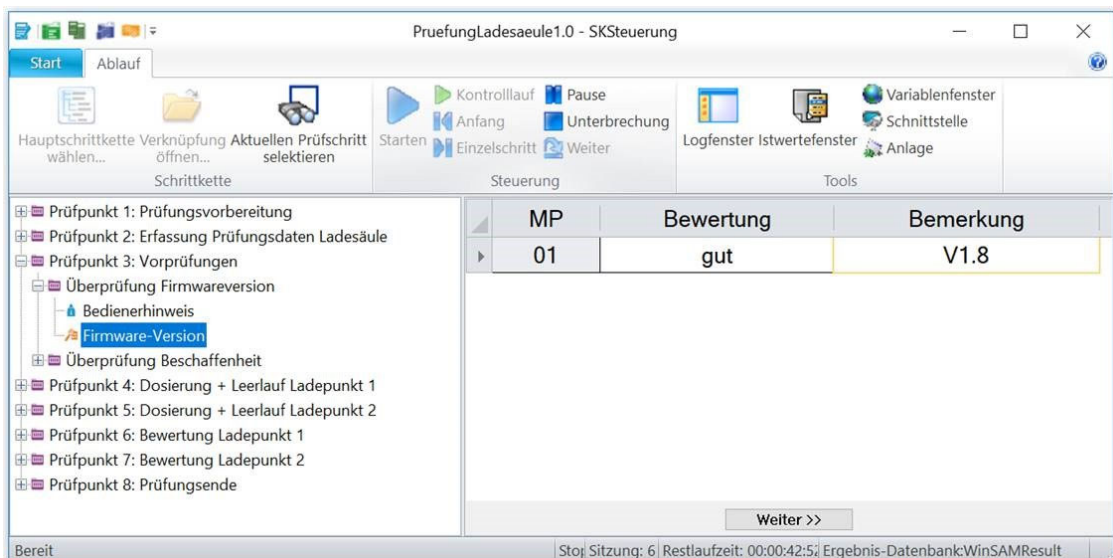 PruefungLadesaeule1.0 - SKSteuerung
Start Ablauf
Hauptschrittkette wählen...
Verknüpfung öffnen...
Aktuellen Prüfschritt selektieren
Schrittkette
Starten
Kontrolllauf
Anfang
Einzelschritt
Pause
Unterbrechung
Weiter
Steuerung
Logfenster
Istwertefenster
Variablenfenster
Schnittstelle
Anlage
Tools
Prüfpunkt 1: Prüfungsvorbereitung
Prüfpunkt 2: Erfassung Prüfungsdaten Ladesäule
Prüfpunkt 3: Vorprüfungen
Überprüfung Firmwareversion
Bedienerhinweis
Firmware-Version
Überprüfung Beschaffenheit
Prüfpunkt 4: Dosierung + Leerlauf Ladepunkt 1
Prüfpunkt 5: Dosierung + Leerlauf Ladepunkt 2
Prüfpunkt 6: Bewertung Ladepunkt 1
Prüfpunkt 7: Bewertung Ladepunkt 2
Prüfpunkt 8: Prüfungsende
MP Bewertung Bemerkung
01 gut V1.8
Weiter >>
Bereit Sitzung: 6 Restlaufzeit: 00:00:42: Ergebnis-Datenbank:WinSAMResult